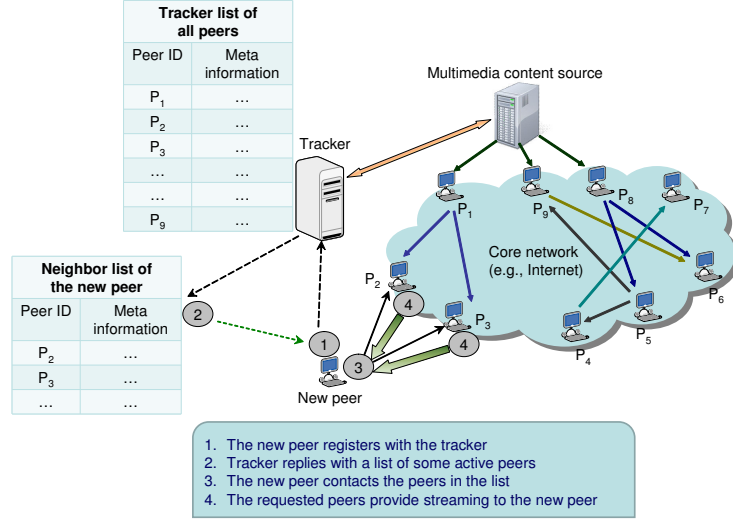 Tracker list of
all peers
Peer ID Meta
information
P1 …
P2 …
P3 …
… …
… …
P9 …
Multimedia content source
Tracker
P1
P9
P8
P7
P2
Core network
(e.g., Internet)
P3
P6
P5
P4
Neighbor list of
the new peer
Peer ID Meta
information
P2 …
P3 …
… …
2
1
4
4
3
New peer
1. The new peer registers with the tracker
2. Tracker replies with a list of some active peers
3. The new peer contacts the peers in the list
4. The requested peers provide streaming to the new peer